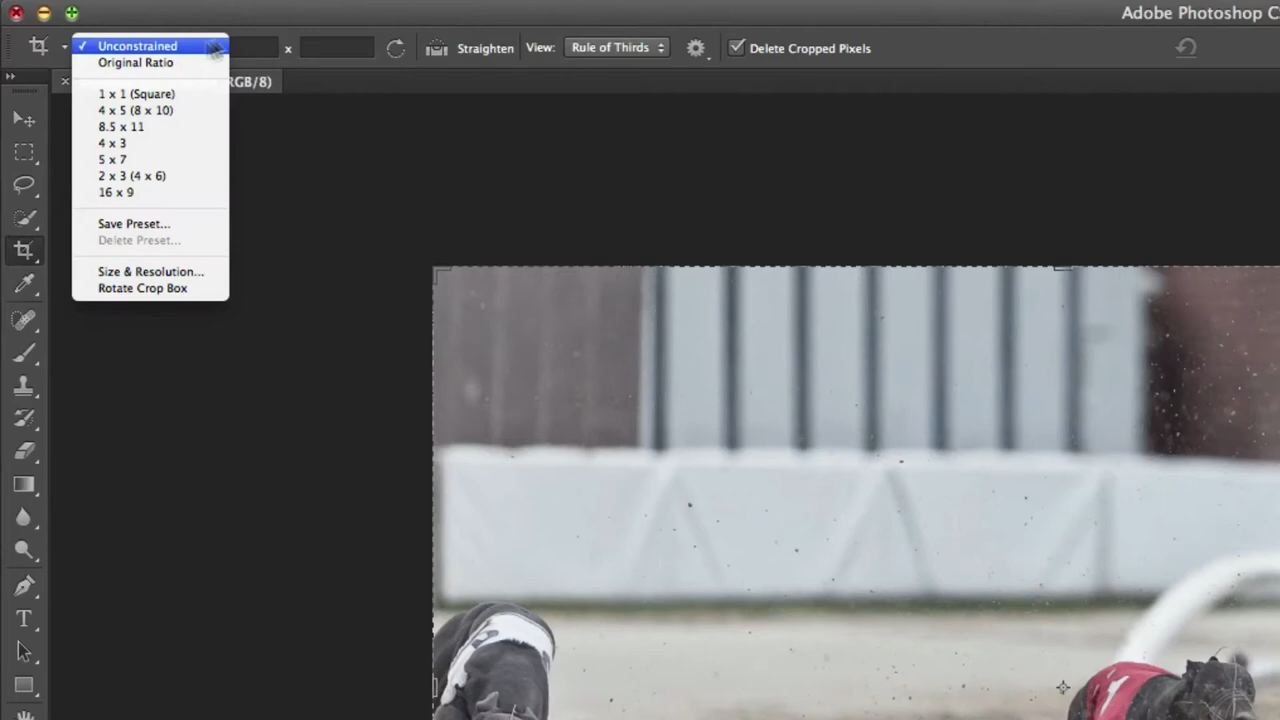 Adobe Photoshop C
Unconstrained
x
Straighten
View:
Rule of Thirds
Delete Cropped Pixels
Original Ratio
RGB/8)
1 x 1 (Square)
4 x 5 (8 x 10)
8.5 x 11
4 x 3
5 x 7
2 x 3 (4 x 6)
16 x 9
Save Preset...
Delete Preset...
Size & Resolution...
Rotate Crop Box